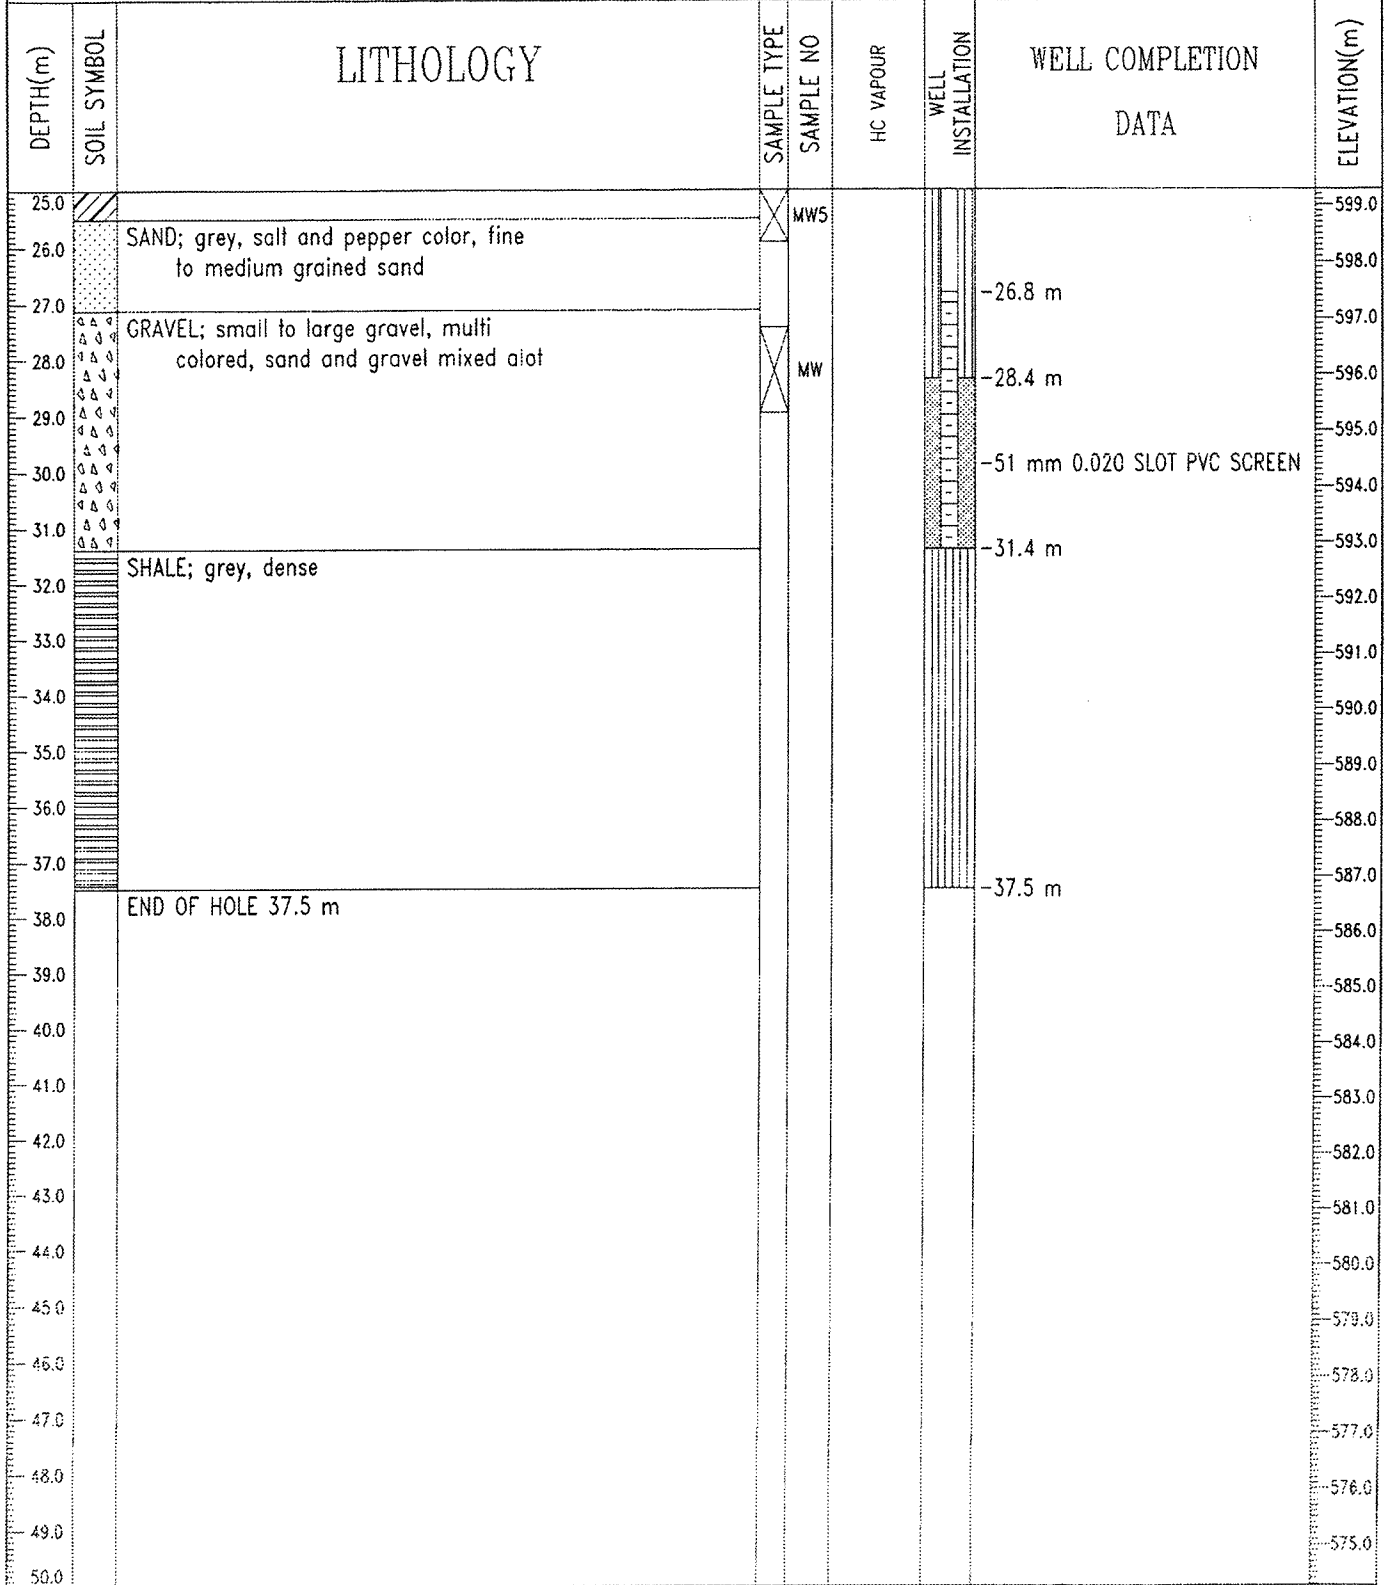 DEPTH(m)
SOIL SYMBOL
LITHOLOGY
SAMPLE TYPE
SAMPLE NO
HC VAPOUR
WELL
INSTALLATION
WELL COMPLETION
DATA
ELEVATION(m)
25.0
MW5
599.0
SAND; grey, salt and pepper color, fine
to medium grained sand
26.0
598.0
-26.8 m
27.0
597.0
GRAVEL; small to large gravel, multi
colored, sand and gravel mixed alot
28.0
MW
596.0
-28.4 m
29.0
595.0
-51 mm 0.020 SLOT PVC SCREEN
30.0
594.0
31.0
593.0
-31.4 m
SHALE; grey, dense
32.0
592.0
33.0
591.0
34.0
590.0
35.0
589.0
36.0
588.0
37.0
587.0
-37.5 m
END OF HOLE 37.5 m
38.0
586.0
39.0
585.0
40.0
584.0
41.0
583.0
42.0
582.0
43.0
581.0
44.0
580.0
45.0
579.0
46.0
578.0
47.0
577.0
48.0
576.0
49.0
575.0
50.0